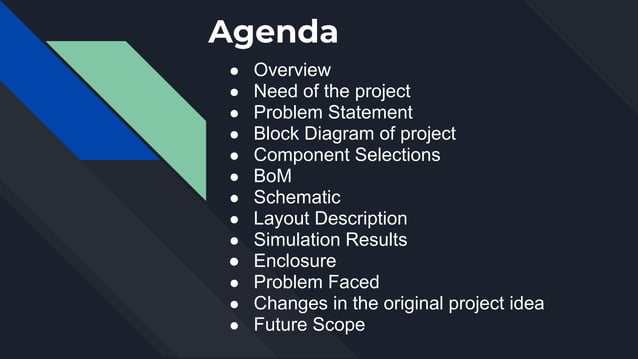 Agenda
● Overview
● Need of the project
● Problem Statement
● Block Diagram of project
● Component Selections
● BoM
● Schematic
● Layout Description
● Simulation Results
● Enclosure
● Problem Faced
● Changes in the original project idea
● Future Scope